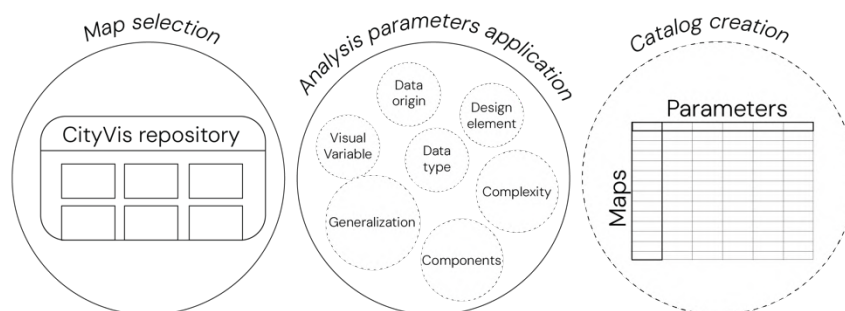 Map selection
CityVis repository
Analysis parameters application
Data
origin
Design
element
Visual
Variable
Data
type
Complexity
Generalization
Components
Catalog creation
Parameters
Maps